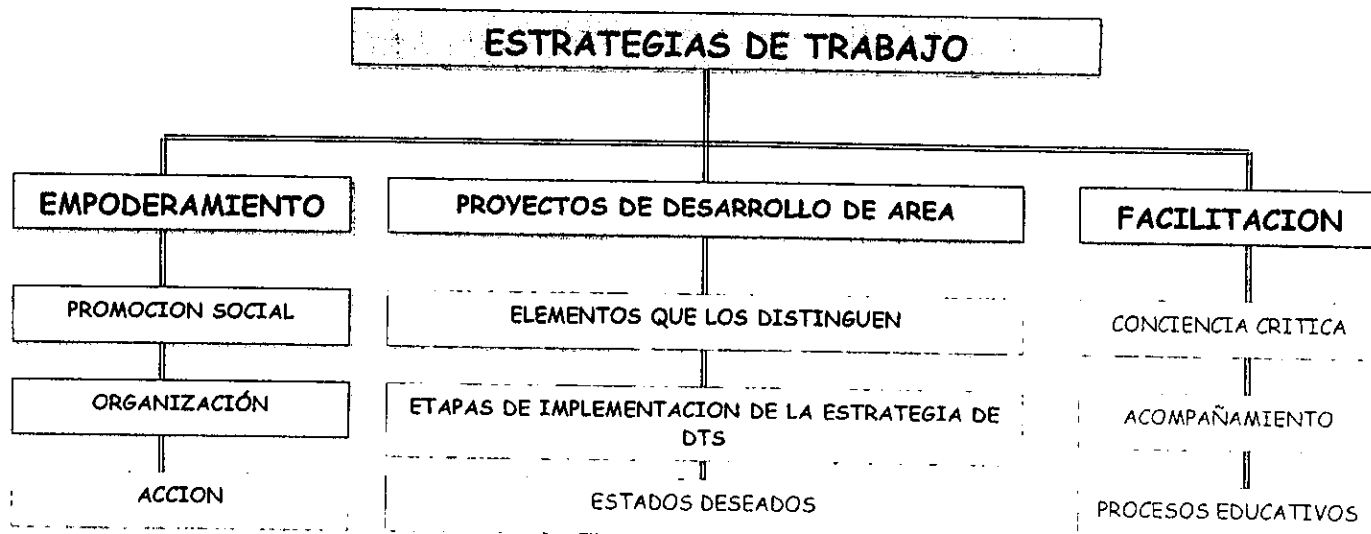 ESTRATEGIAS DE TRABAJO
EMPODERAMIENTO
PROYECTOS DE DESARROLLO DE AREA
FACILITACION
PROMOCION SOCIAL
ELEMENTOS QUE LOS DISTINGUEN
CONCIENCIA CRITICA
ORGANIZACIÓN
ETAPAS DE IMPLEMENTACION DE LA ESTRATEGIA DE
DTS
ACOMPAÑAMIENTO
ACCION
ESTADOS DESEADOS
PROCESOS EDUCATIVOS